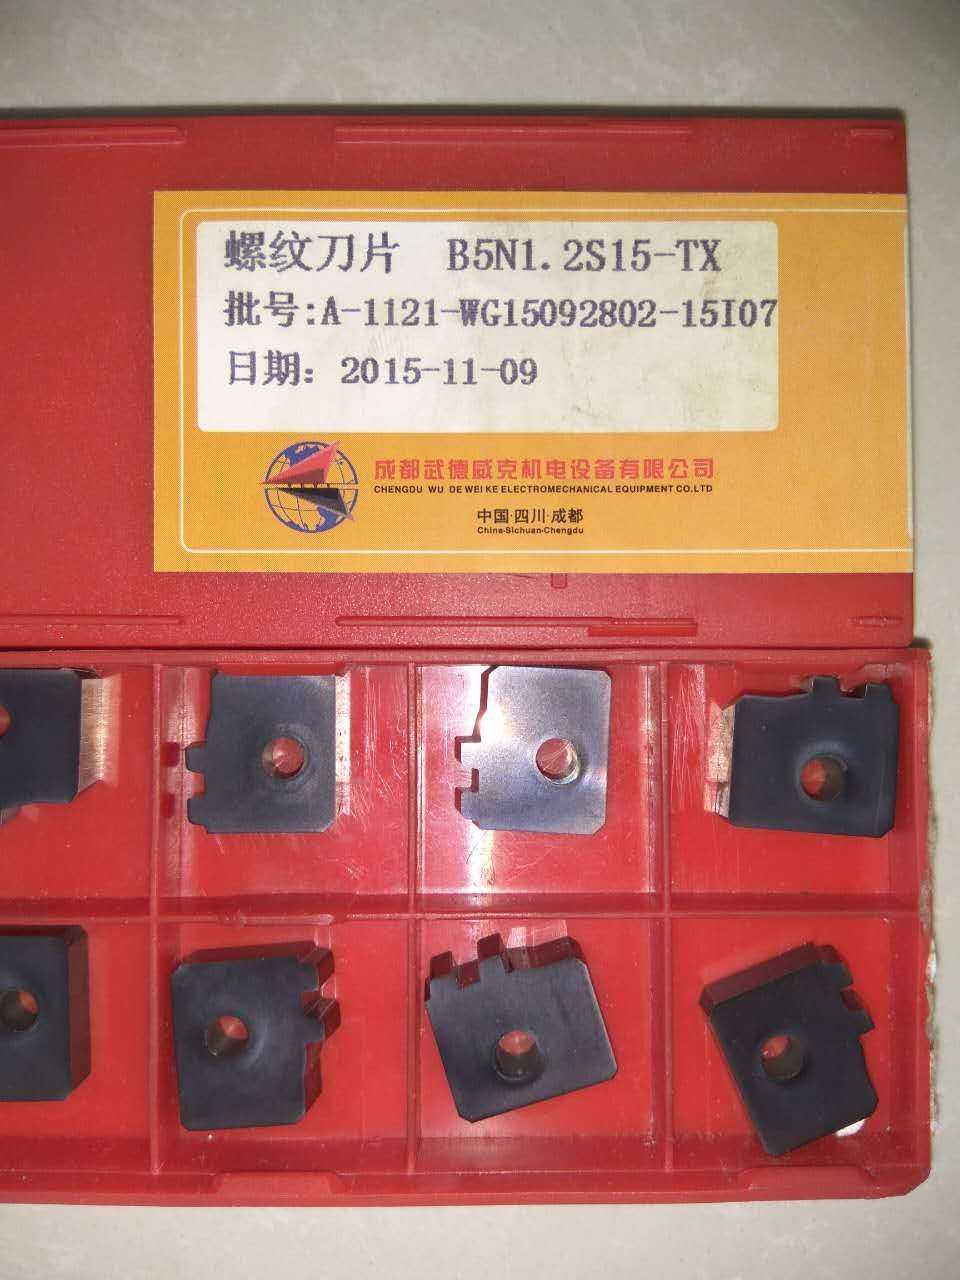 螺纹刀片 B5N1.2S15-TX
批号:A-1121-WG15092802-15I07
日期: 2015-11-09
成都武德威克机电设备有限公司
CHENGDU WU DE WEI KE ELECTROMECHANICAL EQUIPMENT CO.LTD
中国·四川·成都
China-Sichuan-Chengdu